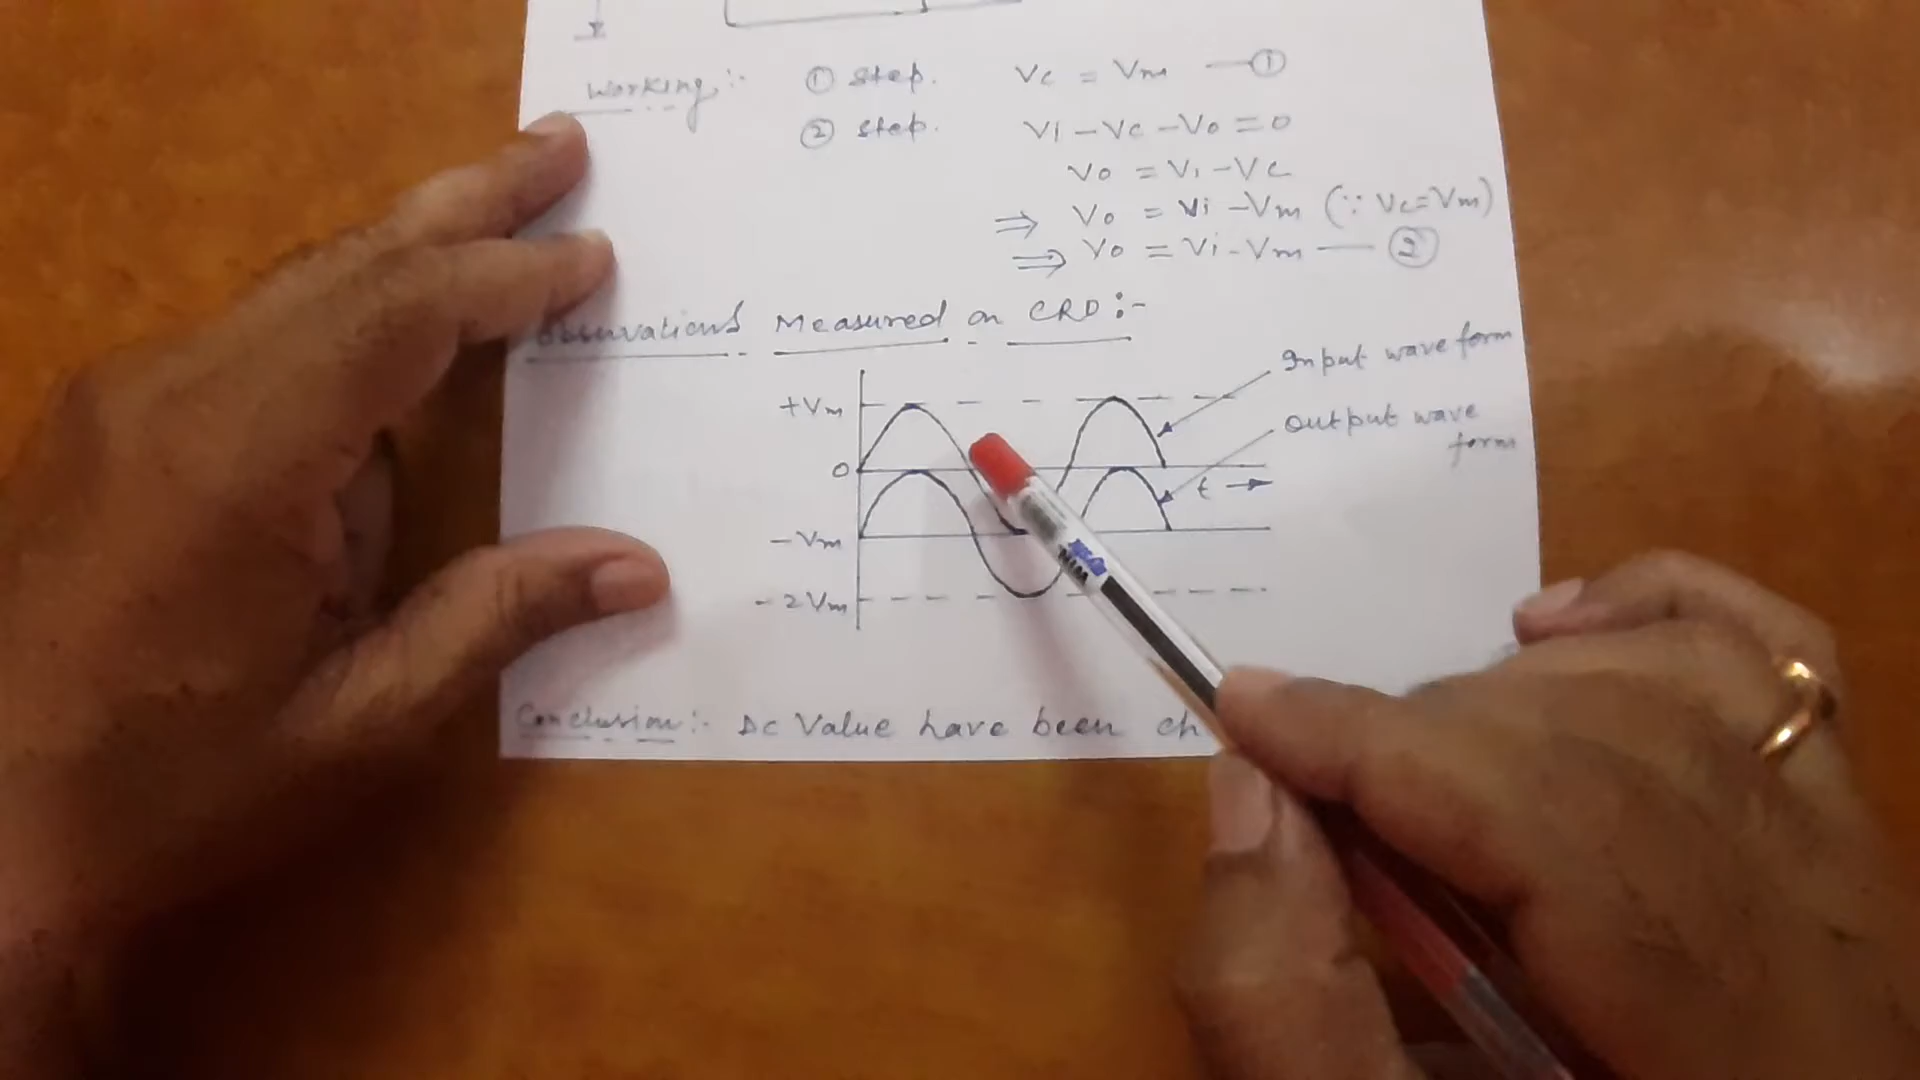 Working :- ① Step. Vc = Vm — ①
② Step. Vi - Vc - Vo = 0
Vo = Vi - Vc
⇒ Vo = Vi - Vm (∵ Vc = Vm)
⇒ Vo = Vi - Vm — ②
Observations Measured on CRO :-
Input wave form
+Vm
Output wave
form
0
t →
-Vm
-2Vm
Conclusion :- DC Value have been ch